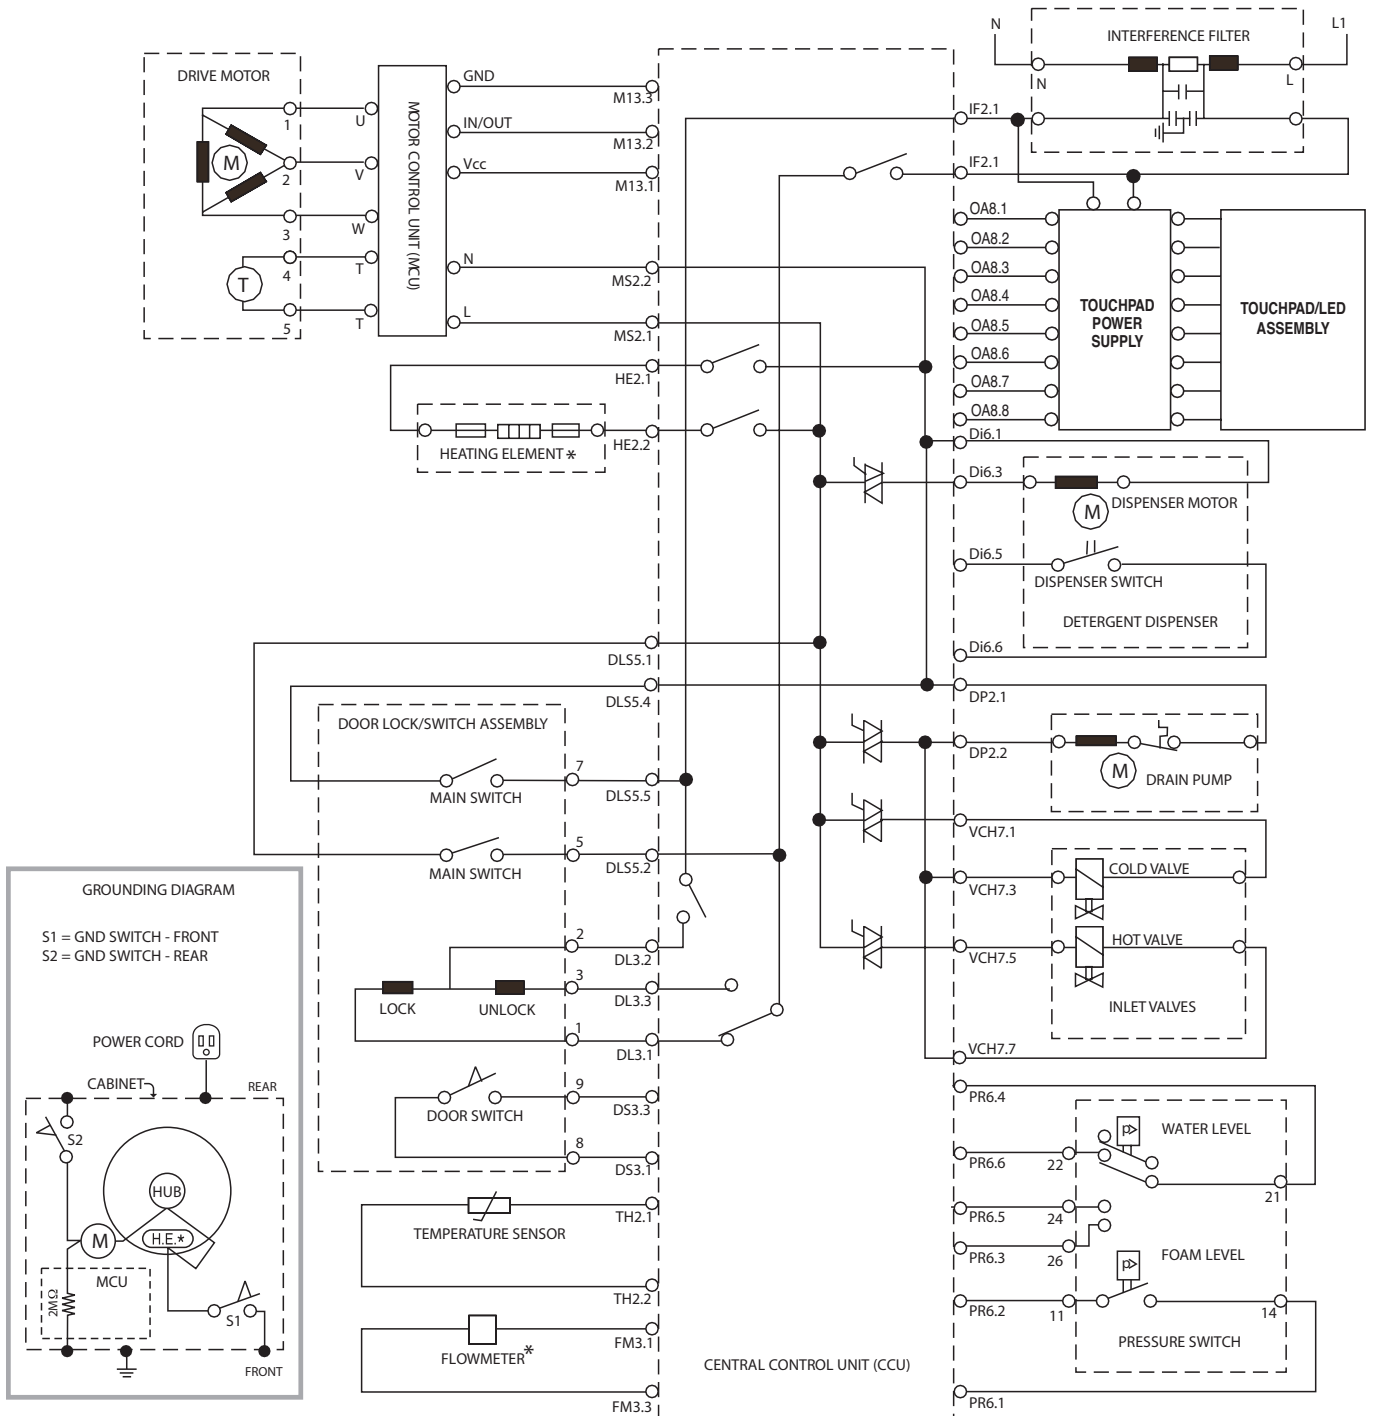 N
L1
INTERFERENCE FILTER
N
L
DRIVE MOTOR
M
T
1
2
3
4
5
U
V
W
T
T
MOTOR CONTROL UNIT (MCU)
GND
IN/OUT
Vcc
N
L
M13.3
M13.2
M13.1
MS2.2
MS2.1
HE2.1
HE2.2
HEATING ELEMENT *
IF2.1
IF2.1
OA8.1
OA8.2
OA8.3
OA8.4
OA8.5
OA8.6
OA8.7
OA8.8
TOUCHPAD
POWER
SUPPLY
TOUCHPAD/LED
ASSEMBLY
Di6.1
Di6.3
M
DISPENSER MOTOR
Di6.5
DISPENSER SWITCH
DETERGENT DISPENSER
Di6.6
DLS5.1
DLS5.4
DP2.1
DOOR LOCK/SWITCH ASSEMBLY
7
MAIN SWITCH
DLS5.5
5
MAIN SWITCH
DLS5.2
2
DL3.2
3
LOCK
UNLOCK
DL3.3
1
DL3.1
9
DOOR SWITCH
DS3.3
8
DS3.1
DP2.2
M
DRAIN PUMP
VCH7.1
COLD VALVE
VCH7.3
HOT VALVE
VCH7.5
INLET VALVES
VCH7.7
PR6.4
P>
WATER LEVEL
PR6.6
22
21
PR6.5
24
PR6.3
26
FOAM LEVEL
P>
PR6.2
11
14
PRESSURE SWITCH
PR6.1
TH2.1
TEMPERATURE SENSOR
TH2.2
FM3.1
FLOWMETER*
FM3.3
CENTRAL CONTROL UNIT (CCU)
GROUNDING DIAGRAM
S1 = GND SWITCH - FRONT
S2 = GND SWITCH - REAR
POWER CORD
CABINET
REAR
S2
HUB
M
H.E.*
MCU
2MΩ
S1
FRONT